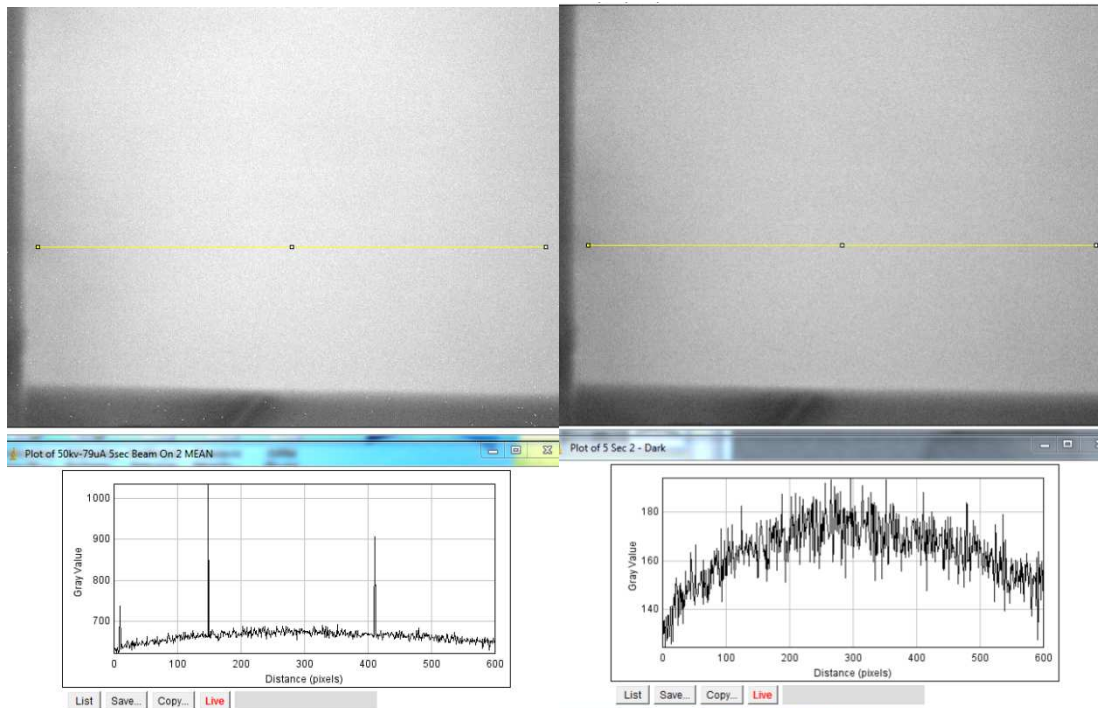 Plot of 50kv-79uA 5sec Beam On 2 MEAN
1000
900
800
700
Gray Value
0
100
200
300
400
500
600
Distance (pixels)
List
Save...
Copy...
Live
Plot of 5 Sec 2 - Dark
180
160
140
Gray Value
0
100
200
300
400
500
600
Distance (pixels)
List
Save...
Copy...
Live